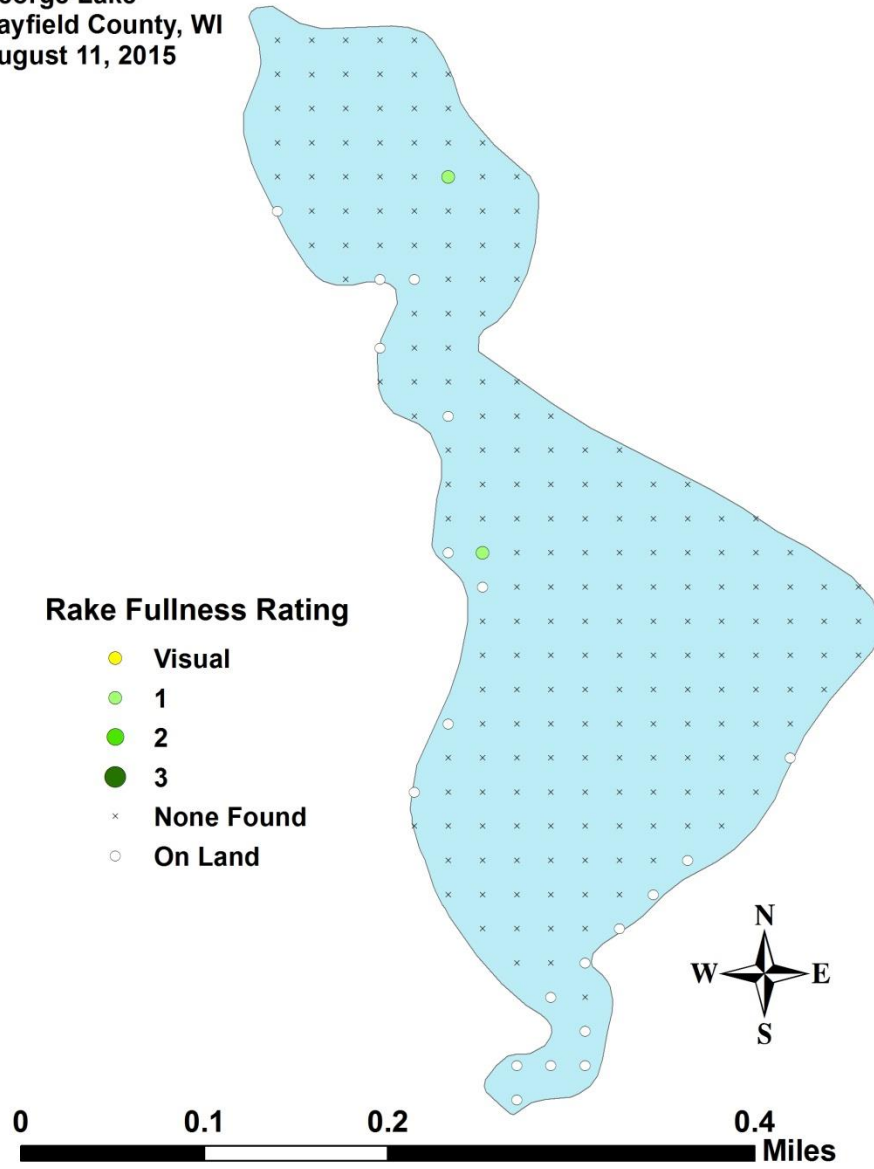 ayfield County, WI
August 11, 2015
Rake Fullness Rating
Visual
1
2
3
None Found
On Land
N
W E
S
0 0.1 0.2 0.4
Miles